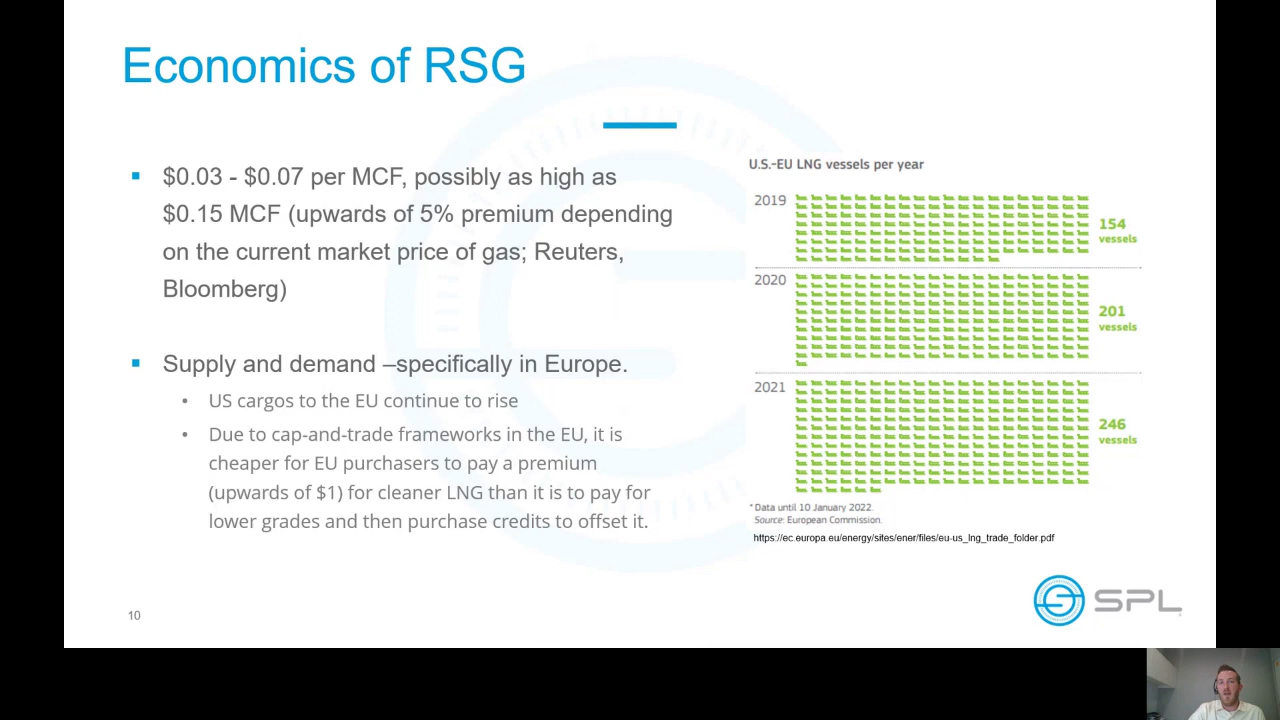 Economics of RSG
$0.03 - $0.07 per MCF, possibly as high as
$0.15 MCF (upwards of 5% premium depending
on the current market price of gas; Reuters,
Bloomberg)
Supply and demand –specifically in Europe.
US cargos to the EU continue to rise
Due to cap-and-trade frameworks in the EU, it is
cheaper for EU purchasers to pay a premium
(upwards of $1) for cleaner LNG than it is to pay for
lower grades and then purchase credits to offset it.
U.S.-EU LNG vessels per year
2019
154
vessels
2020
201
vessels
2021
246
vessels
* Data until 10 January 2022.
Source: European Commission.
https://ec.europa.eu/energy/sites/ener/files/eu-us_lng_trade_folder.pdf
10
SPL